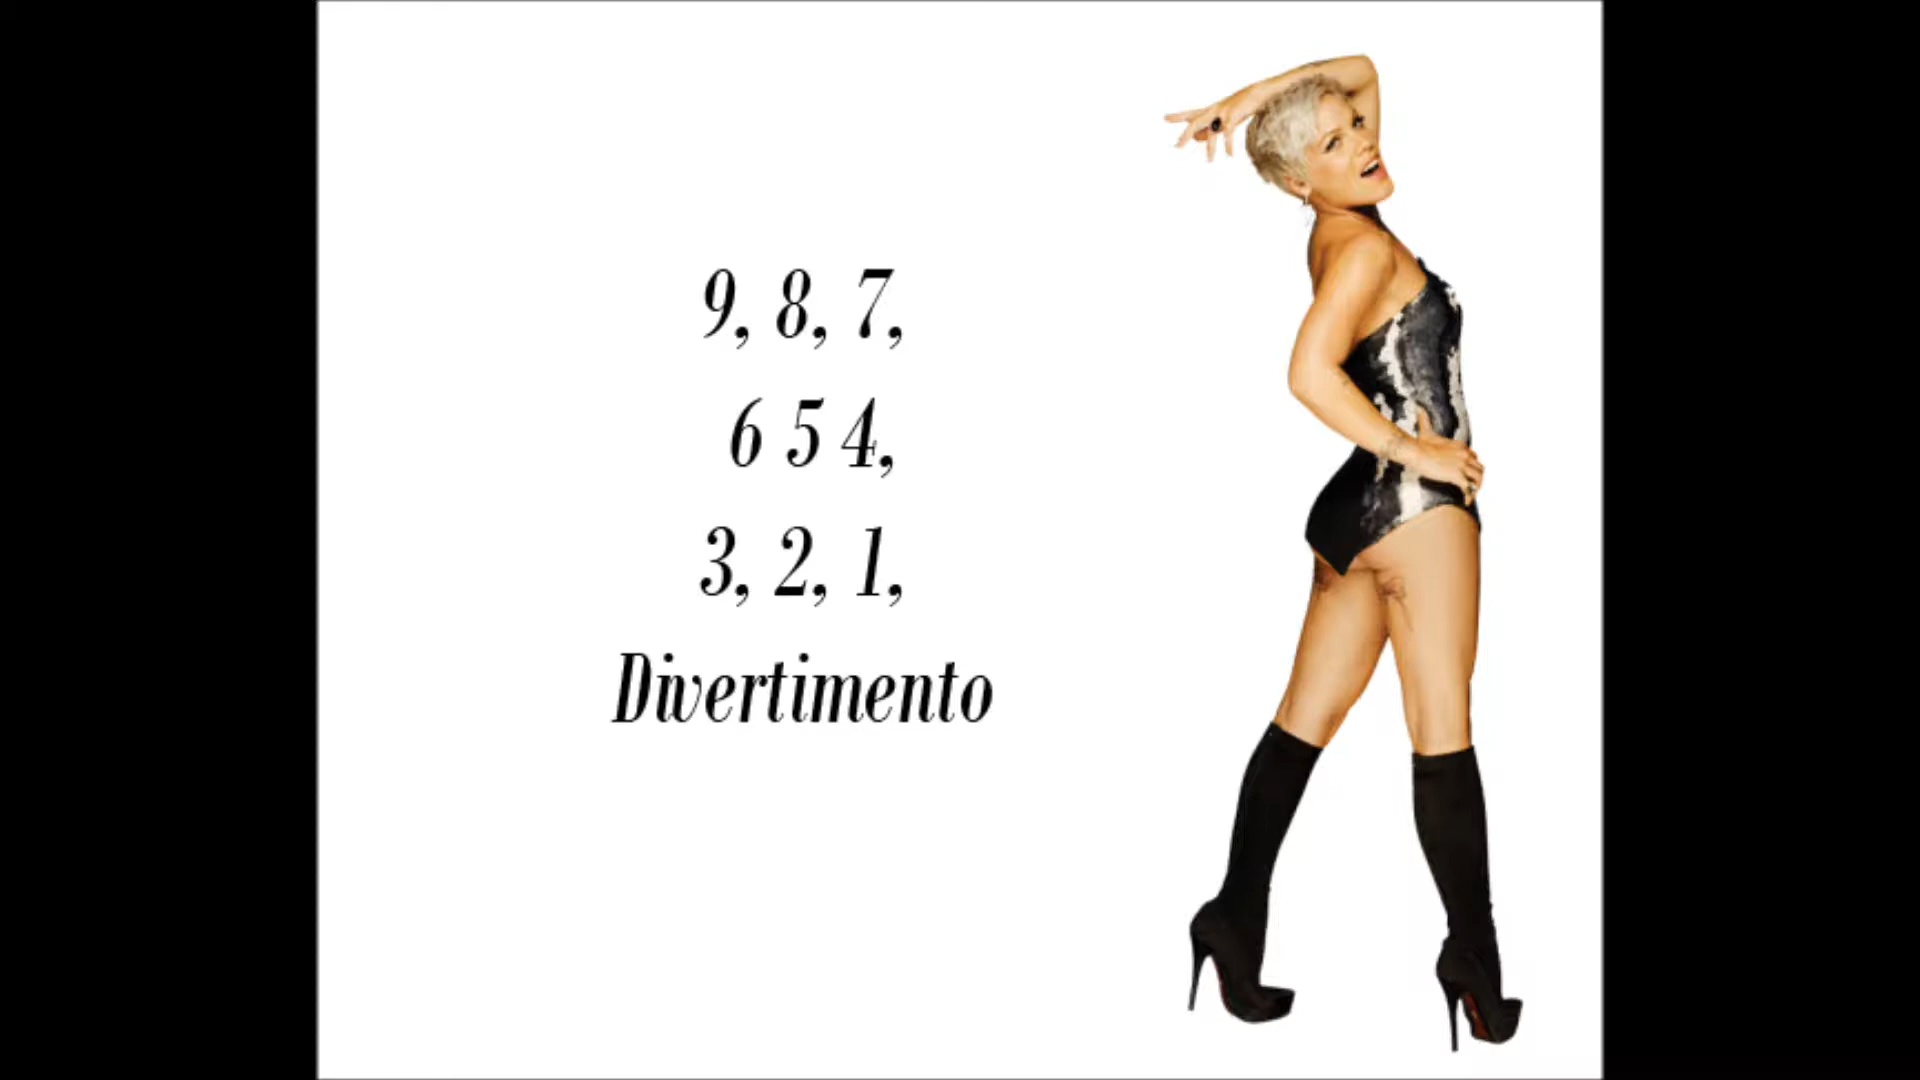 9, 8, 7,
6 5 4,
3, 2, 1,
Divertimento